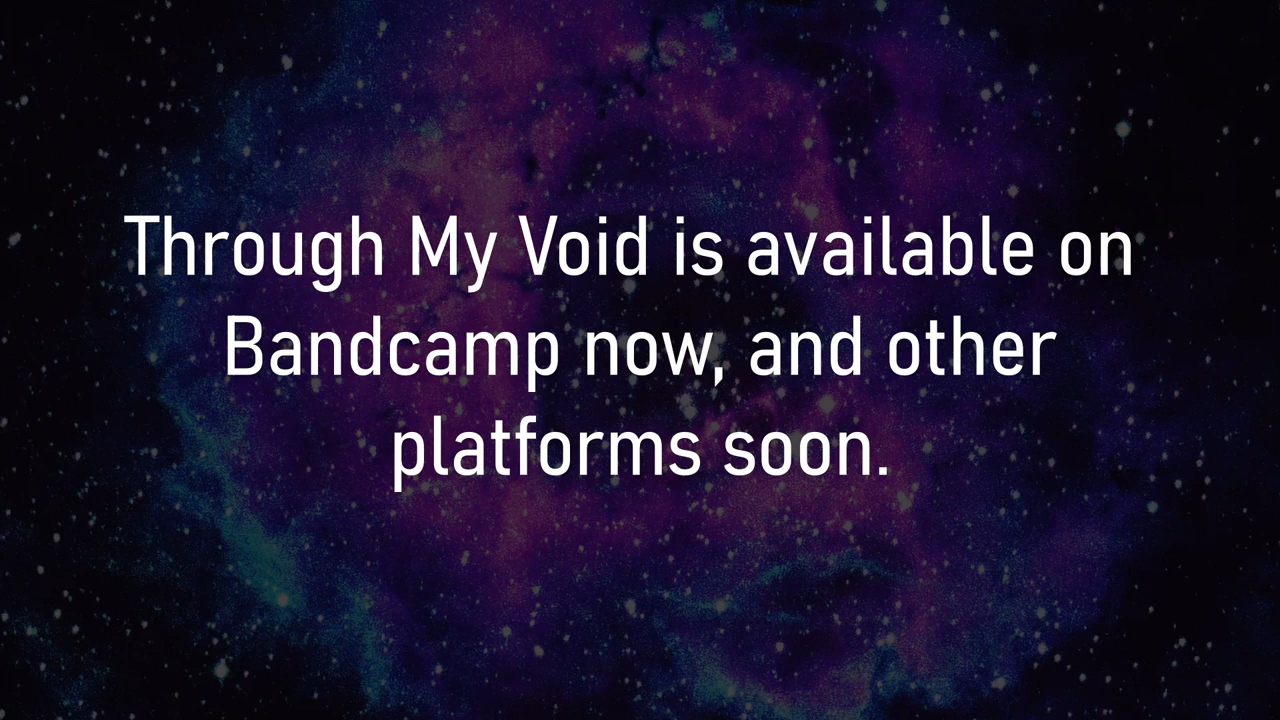 Through My Void is available on
Bandcamp now, and other
platforms soon.